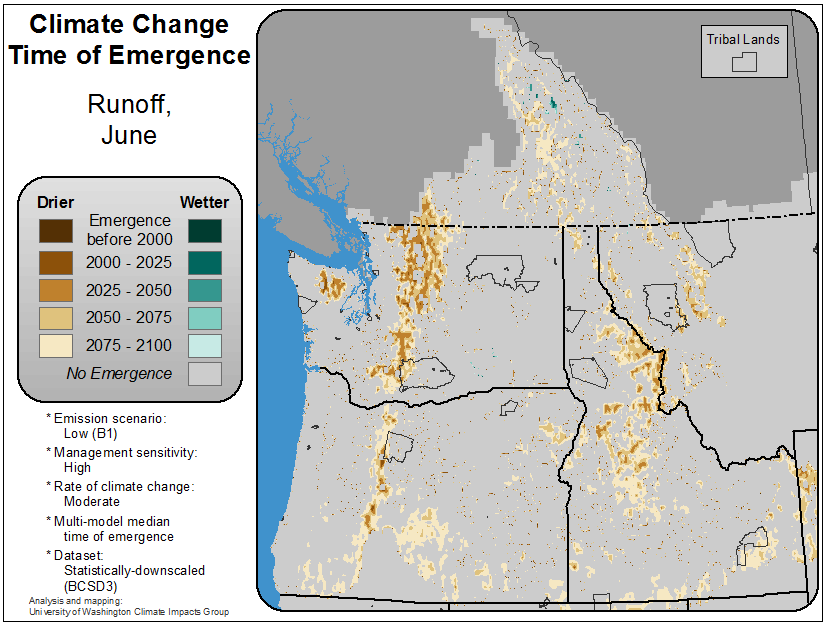 Climate Change
Time of Emergence
Runoff,
June
Drier
Wetter
Emergence
before 2000
2000 - 2025
2025 - 2050
2050 - 2075
2075 - 2100
No Emergence
* Emission scenario:
Low (B1)
* Management sensitivity:
High
* Rate of climate change:
Moderate
* Multi-model median
time of emergence
* Dataset:
Statistically-downscaled
(BCSD3)
Analysis and mapping:
University of Washington Climate Impacts Group
Tribal Lands